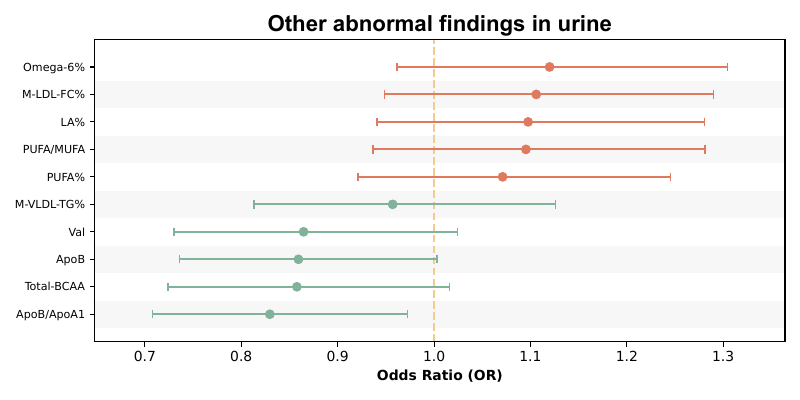 Other abnormal findings in urine
Omega-6%
M-LDL-FC%
LA%
PUFA/MUFA
PUFA%
M-VLDL-TG%
Val
ApoB
Total-BCAA
ApoB/ApoA1
0.7 0.8 0.9 1.0 1.1 1.2 1.3
Odds Ratio (OR)